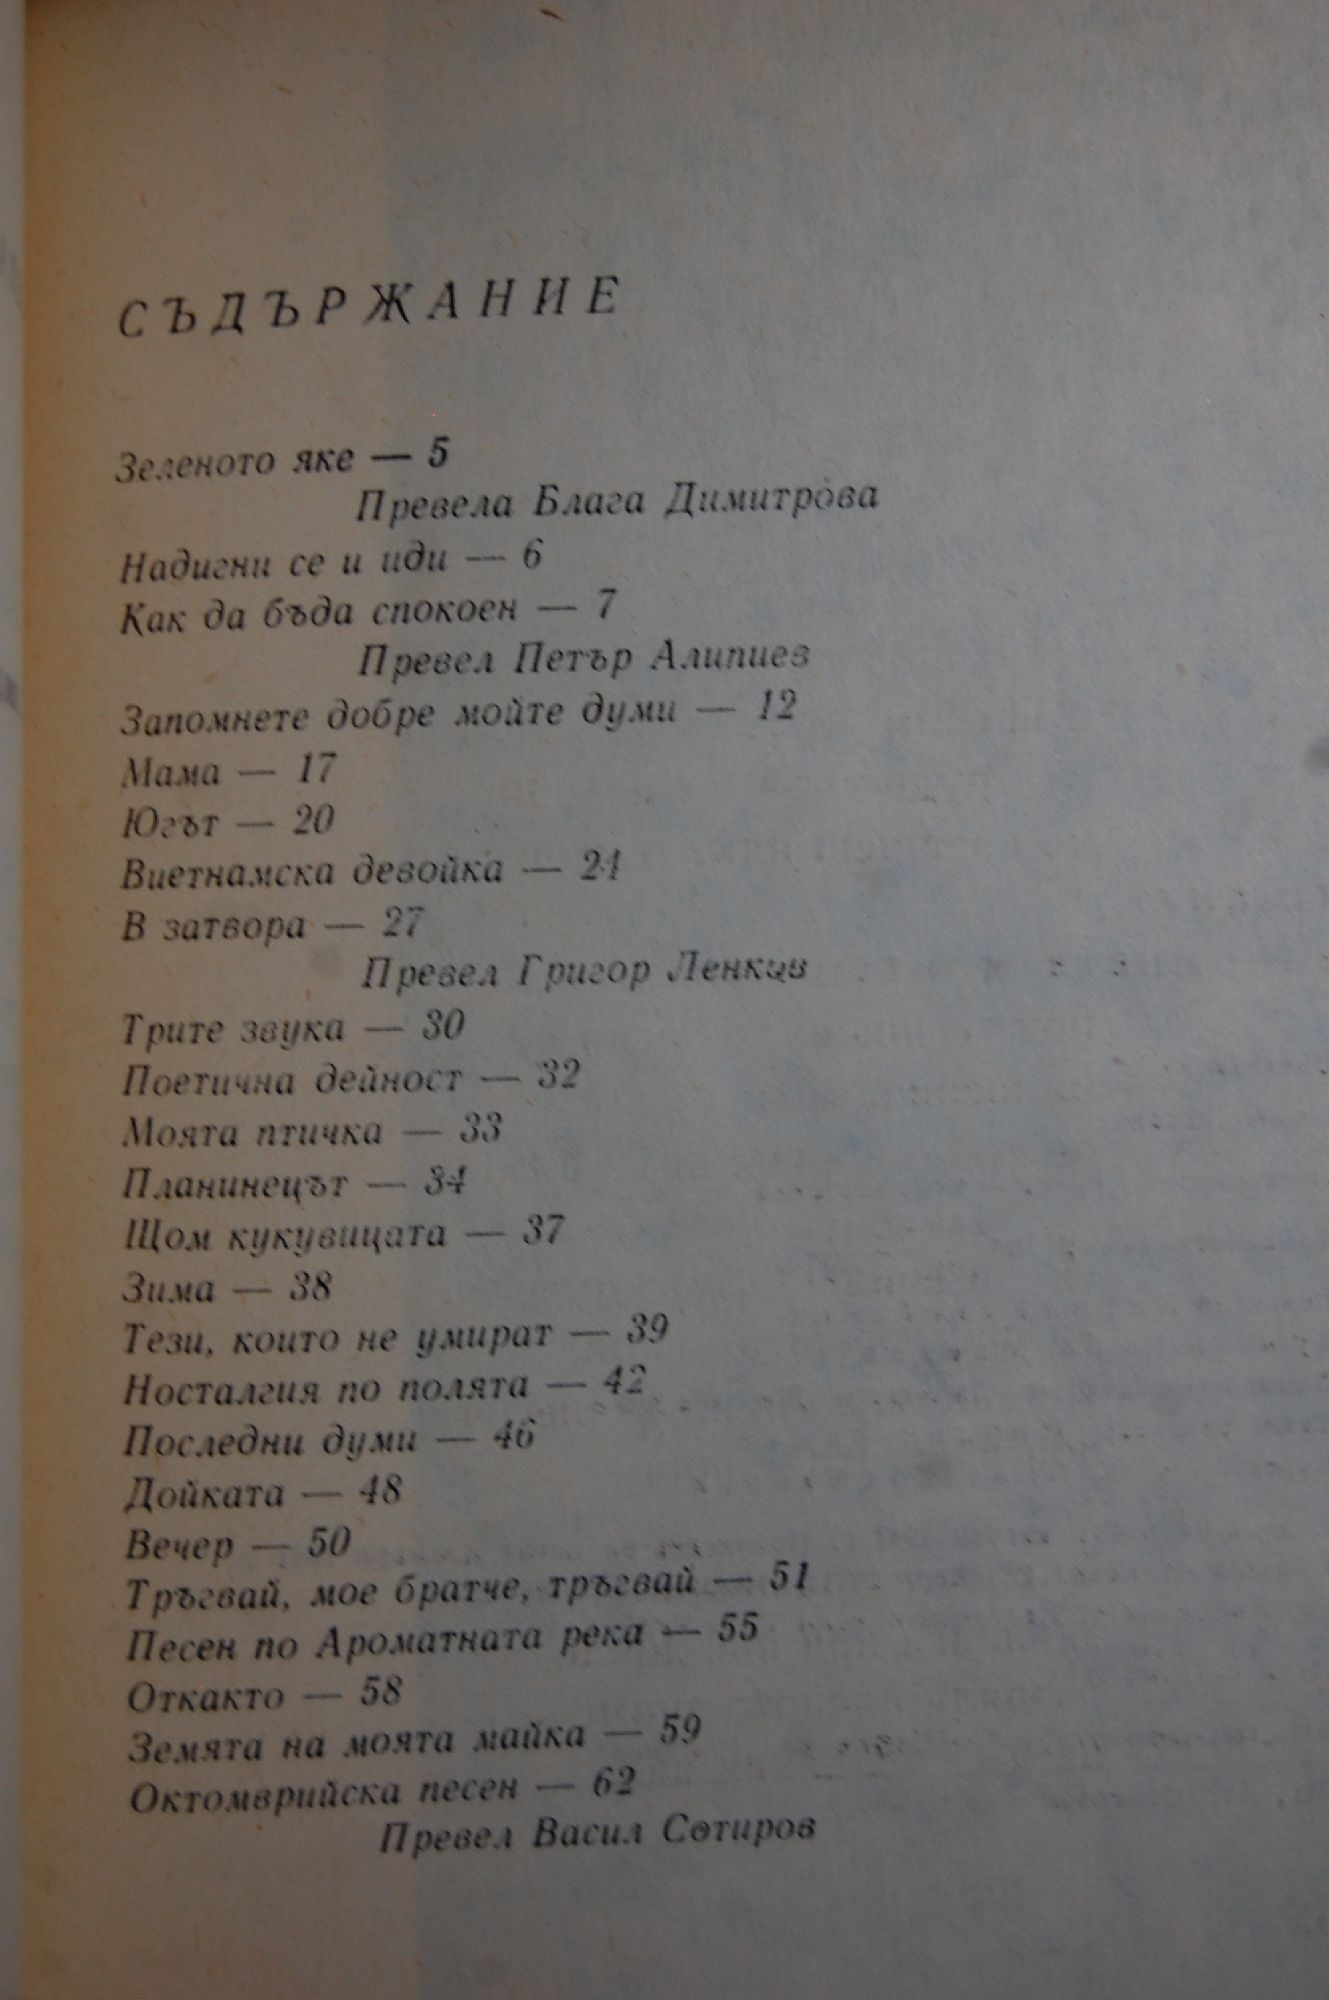 СЪДЪРЖАНИЕ
Зеленото яке — 5
Превела Блага Димитрова
Надигни се и иди — 6
Как да бъда спокоен — 7
Превел Петър Алипиев
Запомнете добре мойте думи — 12
Мама — 17
Югът — 20
Виетнамска девойка — 24
В затвора — 27
Превел Григор Ленков
Трите звука — 30
Поетична дейност — 32
Моята птичка — 33
Планинецът — 34
Щом кукувицата — 37
Зима — 38
Тези, които не умират — 39
Носталгия по полята — 42
Последни думи — 46
Дойката — 48
Вечер — 50
Тръгвай, мое братче, тръгвай — 51
Песен по Ароматната река — 55
Откакто — 58
Земята на моята майка — 59
Октомврийска песен — 62
Превел Васил Сотиров